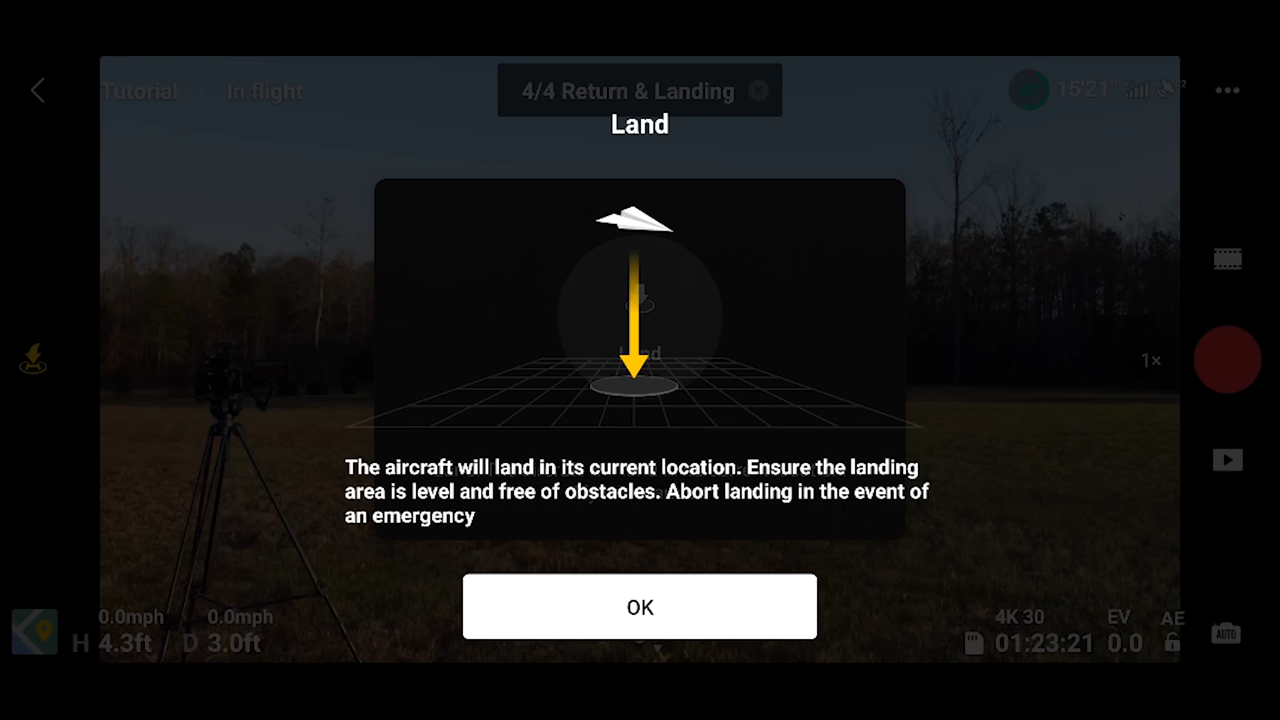 Tutorial In flight 4/4 Return & Landing 15'21"
Land
1×
The aircraft will land in its current location. Ensure the landing
area is level and free of obstacles. Abort landing in the event of
an emergency
OK
0.0mph 0.0mph 4K 30 EV AE
H 4.3ft D 3.0ft 01:23:21 0.0 AUTO